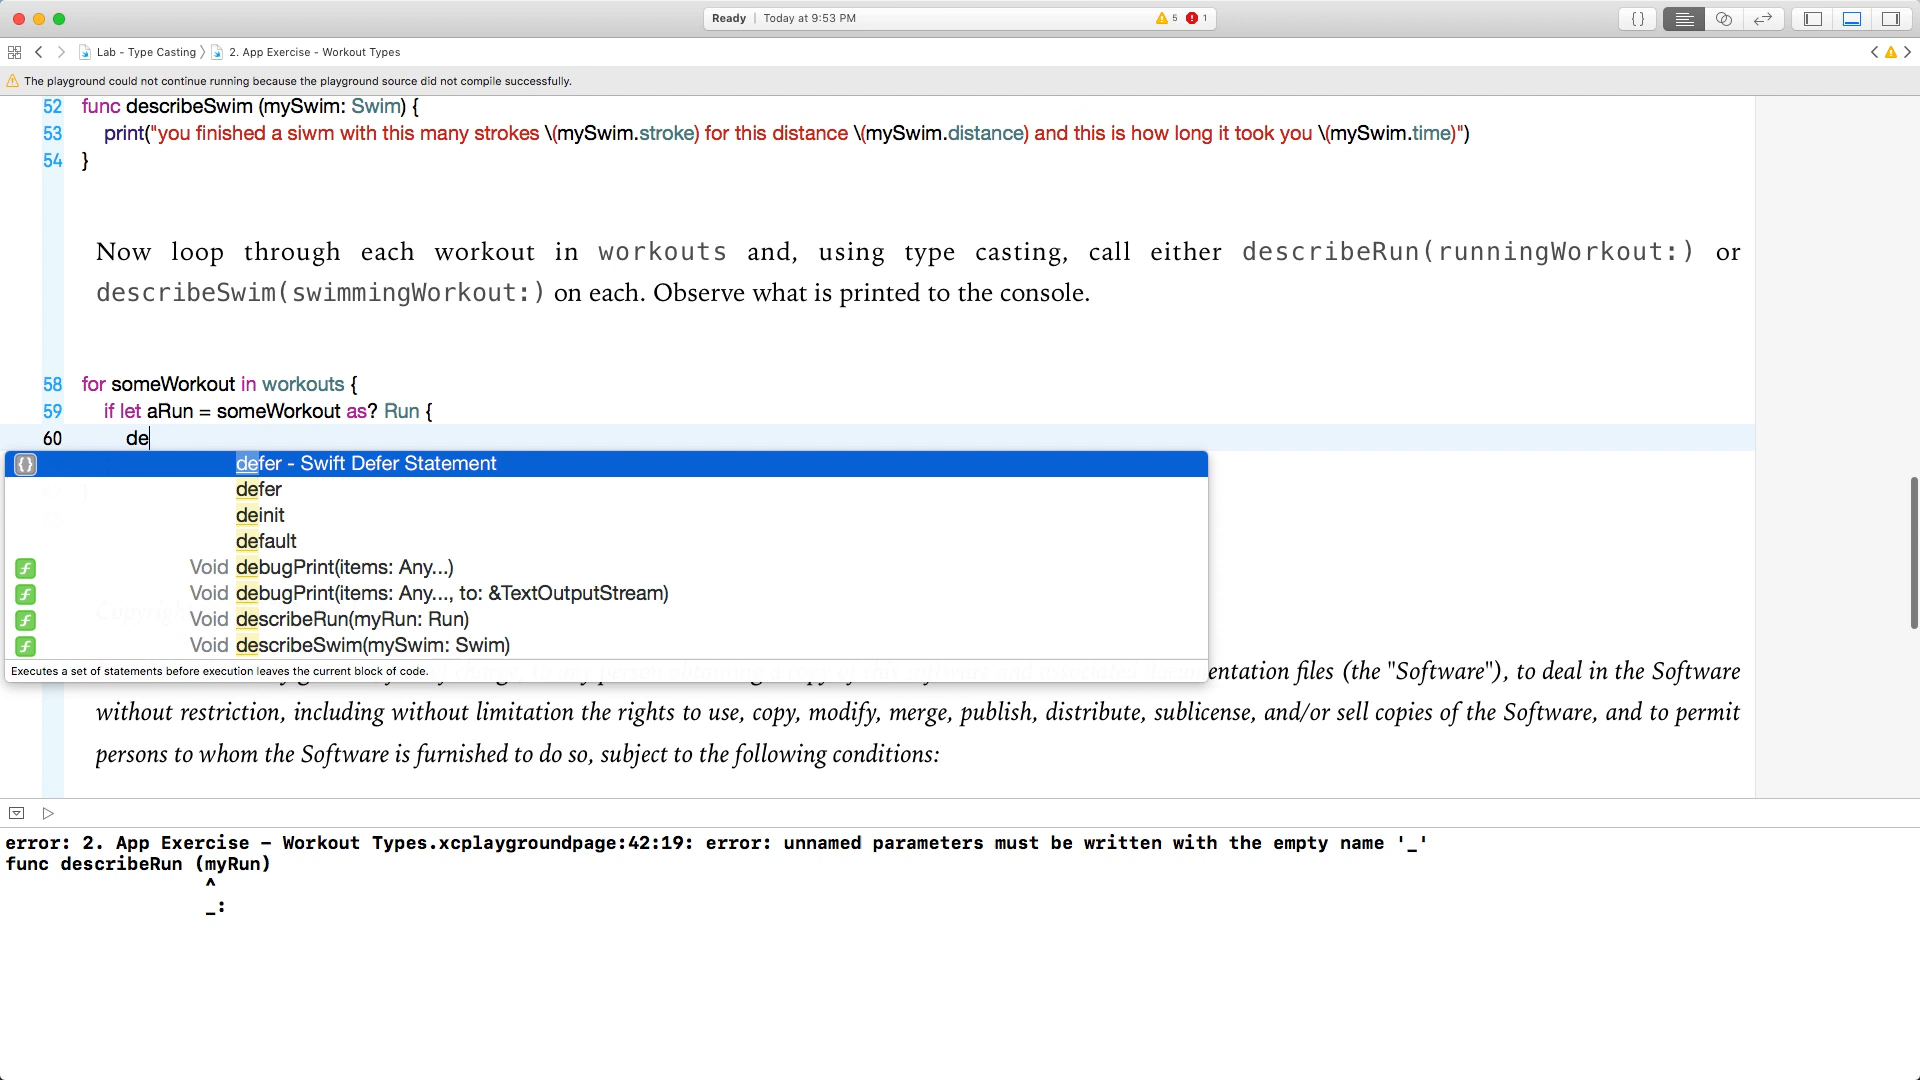 Ready | Today at 9:53 PM
5 1
{}
Lab - Type Casting 〉 2. App Exercise - Workout Types
The playground could not continue running because the playground source did not compile successfully.
52 func describeSwim (mySwim: Swim) {
53 print("you finished a siwm with this many strokes \(mySwim.stroke) for this distance \(mySwim.distance) and this is how long it took you \(mySwim.time)")
54 }
Now loop through each workout in workouts and, using type casting, call either describeRun(runningWorkout:) or
describeSwim(swimmingWorkout:) on each. Observe what is printed to the console.
58 for someWorkout in workouts {
59 if let aRun = someWorkout as? Run {
60 de
{} defer - Swift Defer Statement
defer
deinit
default
f Void debugPrint(items: Any...)
f Void debugPrint(items: Any..., to: &TextOutputStream)
f Void describeRun(myRun: Run)
f Void describeSwim(mySwim: Swim)
Executes a set of statements before execution leaves the current block of code.
entation files (the "Software"), to deal in the Software
without restriction, including without limitation the rights to use, copy, modify, merge, publish, distribute, sublicense, and/or sell copies of the Software, and to permit
persons to whom the Software is furnished to do so, subject to the following conditions:
error: 2. App Exercise – Workout Types.xcplaygroundpage:42:19: error: unnamed parameters must be written with the empty name '_'
func describeRun (myRun)
^
_: